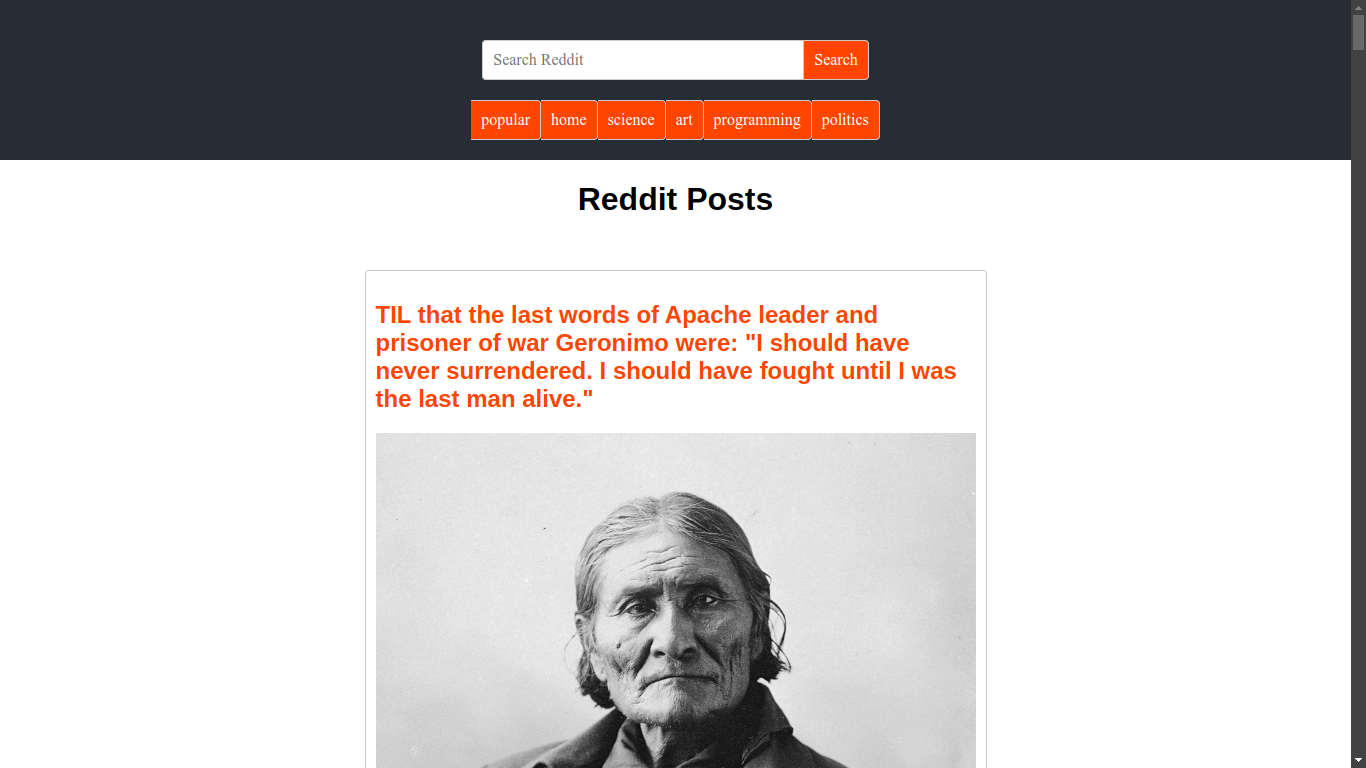 Search Reddit Search
popular home science art programming politics
Reddit Posts
TIL that the last words of Apache leader and
prisoner of war Geronimo were: "I should have
never surrendered. I should have fought until I was
the last man alive."